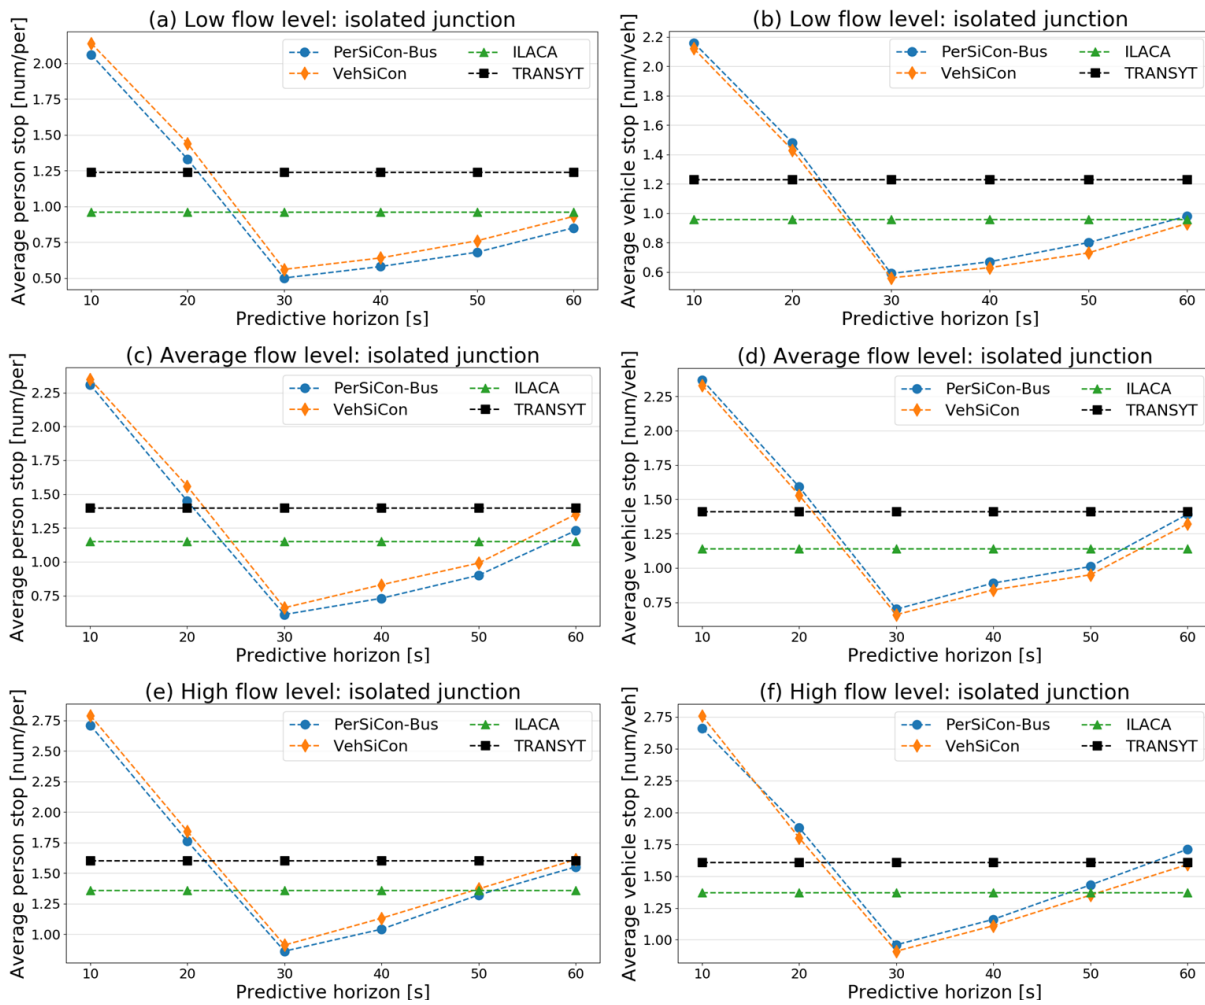 (a) Low flow level: isolated junction
Average person stop [num/per]
2.00
1.75
1.50
1.25
1.00
0.75
0.50
PerSiCon-Bus
VehSiCon
ILACA
TRANSYT
10 20 30 40 50 60
Predictive horizon [s]
(b) Low flow level: isolated junction
Average vehicle stop [num/veh]
2.2
2.0
1.8
1.6
1.4
1.2
1.0
0.8
0.6
PerSiCon-Bus
VehSiCon
ILACA
TRANSYT
10 20 30 40 50 60
Predictive horizon [s]
(c) Average flow level: isolated junction
Average person stop [num/per]
2.25
2.00
1.75
1.50
1.25
1.00
0.75
PerSiCon-Bus
VehSiCon
ILACA
TRANSYT
10 20 30 40 50 60
Predictive horizon [s]
(d) Average flow level: isolated junction
Average vehicle stop [num/veh]
2.25
2.00
1.75
1.50
1.25
1.00
0.75
PerSiCon-Bus
VehSiCon
ILACA
TRANSYT
10 20 30 40 50 60
Predictive horizon [s]
(e) High flow level: isolated junction
Average person stop [num/per]
2.75
2.50
2.25
2.00
1.75
1.50
1.25
1.00
PerSiCon-Bus
VehSiCon
ILACA
TRANSYT
10 20 30 40 50 60
Predictive horizon [s]
(f) High flow level: isolated junction
Average vehicle stop [num/veh]
2.75
2.50
2.25
2.00
1.75
1.50
1.25
1.00
PerSiCon-Bus
VehSiCon
ILACA
TRANSYT
10 20 30 40 50 60
Predictive horizon [s]